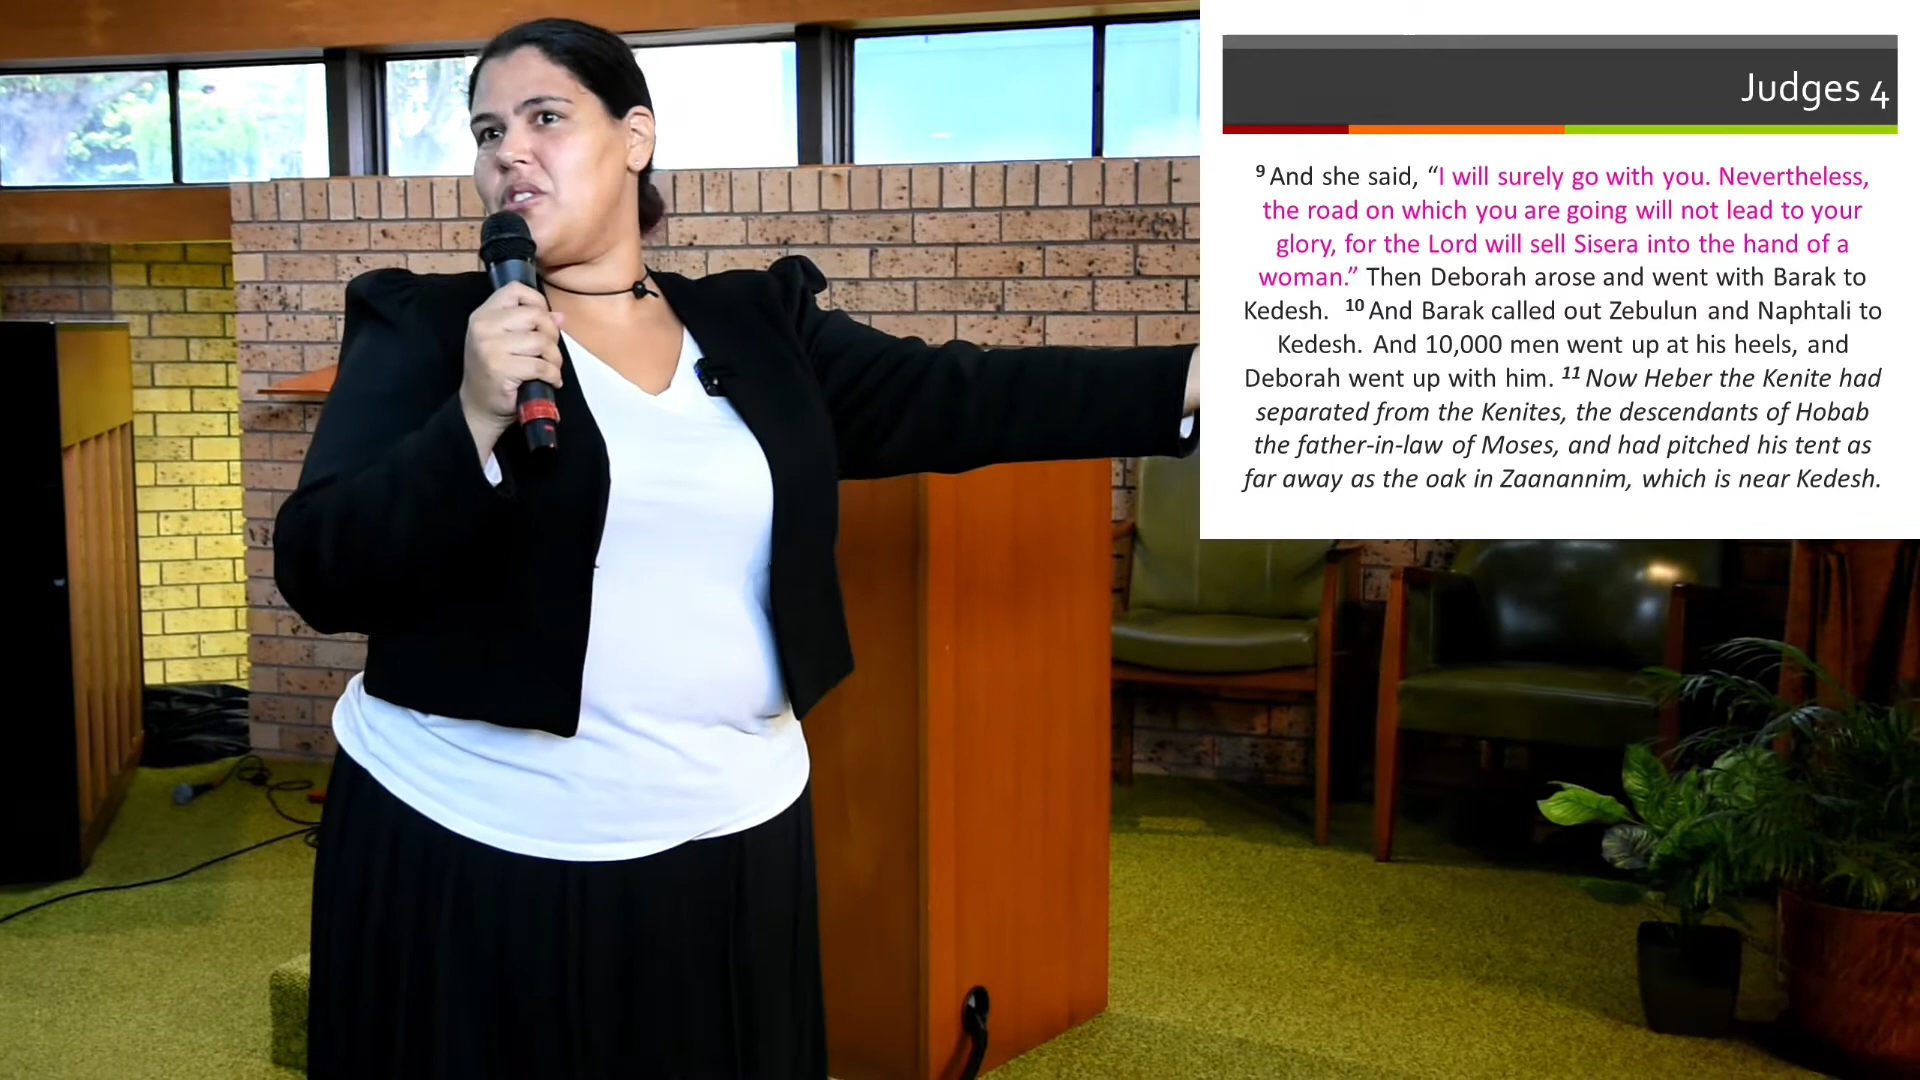 Judges 4
9 And she said, “I will surely go with you. Nevertheless,
the road on which you are going will not lead to your
glory, for the Lord will sell Sisera into the hand of a
woman.” Then Deborah arose and went with Barak to
Kedesh. 10 And Barak called out Zebulun and Naphtali to
Kedesh. And 10,000 men went up at his heels, and
Deborah went up with him. 11 Now Heber the Kenite had
separated from the Kenites, the descendants of Hobab
the father-in-law of Moses, and had pitched his tent as
far away as the oak in Zaanannim, which is near Kedesh.